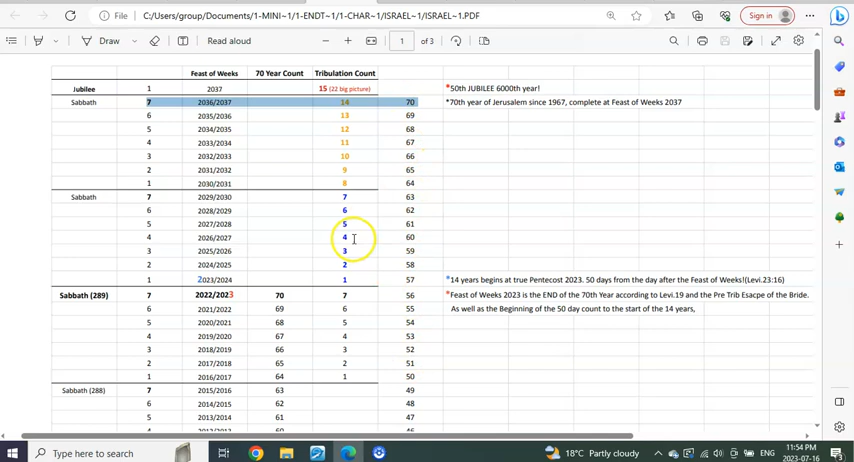 File C:/Users/group/Documents/1-MINI~1/1-ENDT~1/1-CHAR~1/ISRAEL~1/ISRAEL~1.PDF Sign in
Draw Read aloud 1 of 3
Feast of Weeks 70 Year Count Tribulation Count
Jubilee 1 2037 15 (22 big picture) *50th JUBILEE 6000th year!
Sabbath 7 2036/2037 14 70 *70th year of Jerusalem since 1967, complete at Feast of Weeks 2037
6 2035/2036 13 69
5 2034/2035 12 68
4 2033/2034 11 67
3 2032/2033 10 66
2 2031/2032 9 65
1 2030/2031 8 64
Sabbath 7 2029/2030 7 63
6 2028/2029 6 62
5 2027/2028 5 61
4 2026/2027 4 60
3 2025/2026 3 59
2 2024/2025 2 58
1 2023/2024 1 57 *14 years begins at true Pentecost 2023. 50 days from the day after the Feast of Weeks!(Levi.23:16)
Sabbath (289) 7 2022/2023 70 7 56 *Feast of Weeks 2023 is the END of the 70th Year according to Levi.19 and the Pre Trib Esacpe of the Bride.
6 2021/2022 69 6 55 As well as the Beginning of the 50 day count to the start of the 14 years,
5 2020/2021 68 5 54
4 2019/2020 67 4 53
3 2018/2019 66 3 52
2 2017/2018 65 2 51
1 2016/2017 64 1 50
Sabbath (288) 7 2015/2016 63 49
6 2014/2015 62 48
5 2013/2014 61 47
4 2012/2013 60 46
Type here to search 18°C Partly cloudy ENG 11:54 PM
2023-07-16 3